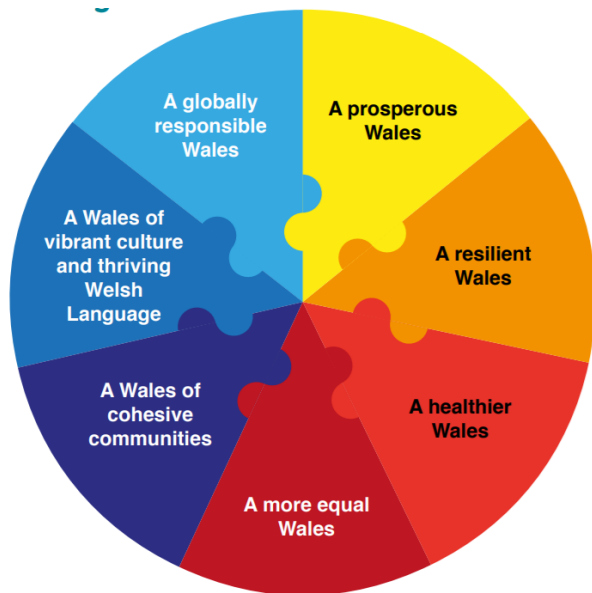 A prosperous
Wales
A resilient
Wales
A healthier
Wales
A more equal
Wales
A Wales of
cohesive
communities
A Wales of
vibrant culture
and thriving
Welsh
Language
A globally
responsible
Wales